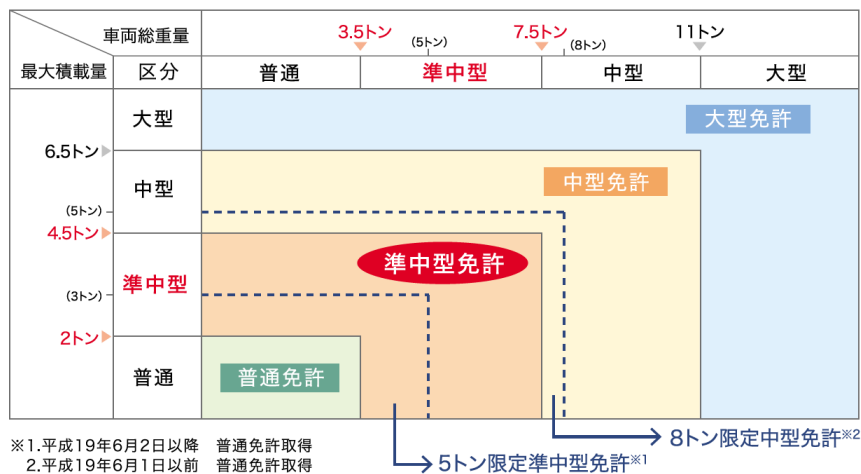 車両総重量
3.5トン
(5トン)
7.5トン
(8トン)
11トン
最大積載量
区分
普通
準中型
中型
大型
大型
大型免許
6.5トン
中型
中型免許
(5トン)
4.5トン
準中型免許
準中型
(3トン)
2トン
普通
普通免許
8トン限定中型免許※2
5トン限定準中型免許※1
※1.平成19年6月2日以降 普通免許取得
2.平成19年6月1日以前 普通免許取得